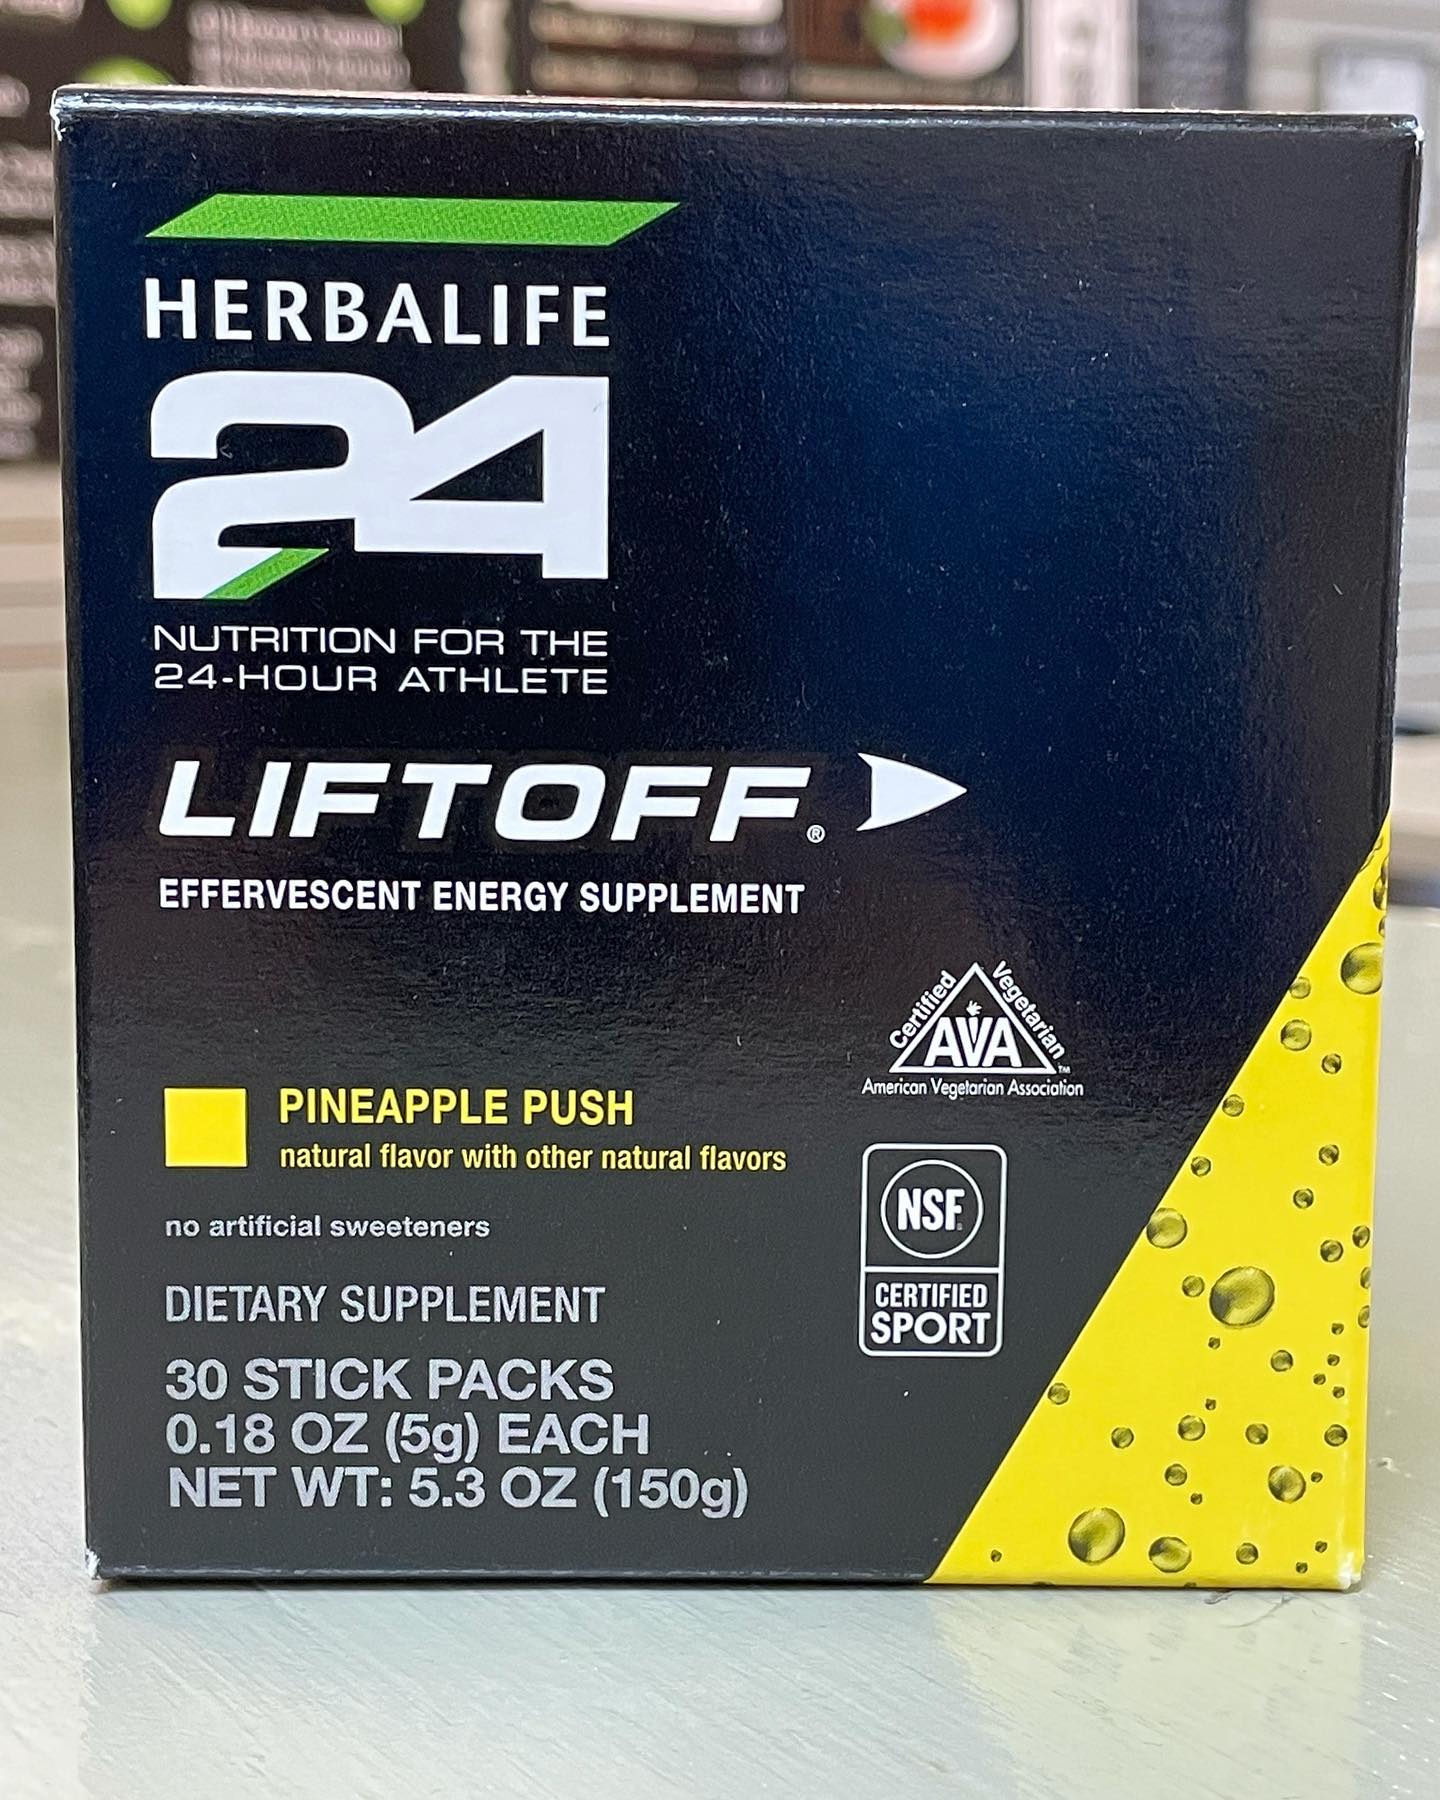 HERBALIFE
24
NUTRITION FOR THE
24-HOUR ATHLETE
LIFTOFF®
EFFERVESCENT ENERGY SUPPLEMENT
Certified Vegetarian
AVA™
American Vegetarian Association
PINEAPPLE PUSH
natural flavor with other natural flavors
no artificial sweeteners
NSF
CERTIFIED
SPORT
DIETARY SUPPLEMENT
30 STICK PACKS
0.18 OZ (5g) EACH
NET WT: 5.3 OZ (150g)